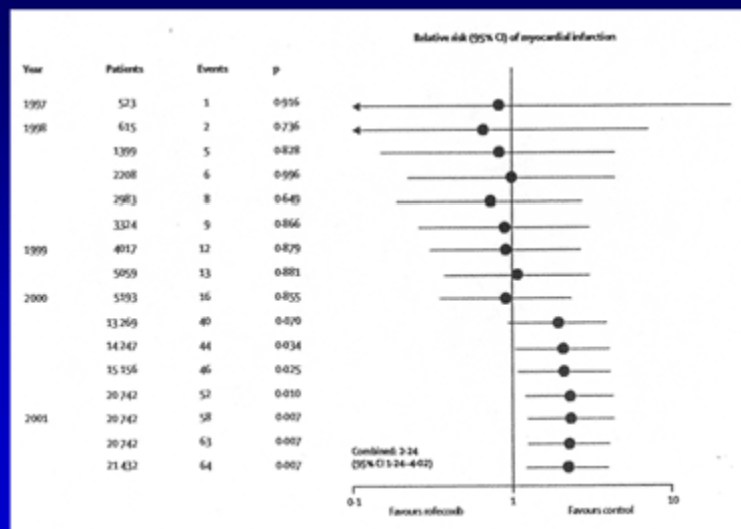 Relative risk (95% CI) of myocardial infarction
Year Patients Events p
1997 523 1 0·916
1998 615 2 0·736
1399 5 0·828
2208 6 0·996
2983 8 0·649
3324 9 0·866
1999 4017 12 0·879
5059 13 0·881
2000 5193 16 0·855
13 269 40 0·070
14 247 44 0·034
15 156 46 0·025
20 742 52 0·010
2001 20 742 58 0·007
20 742 63 0·007
21 432 64 0·007
Combined: 2·24
(95% CI 1·24–4·02)
0·1 1 10
Favours rofecoxib Favours control